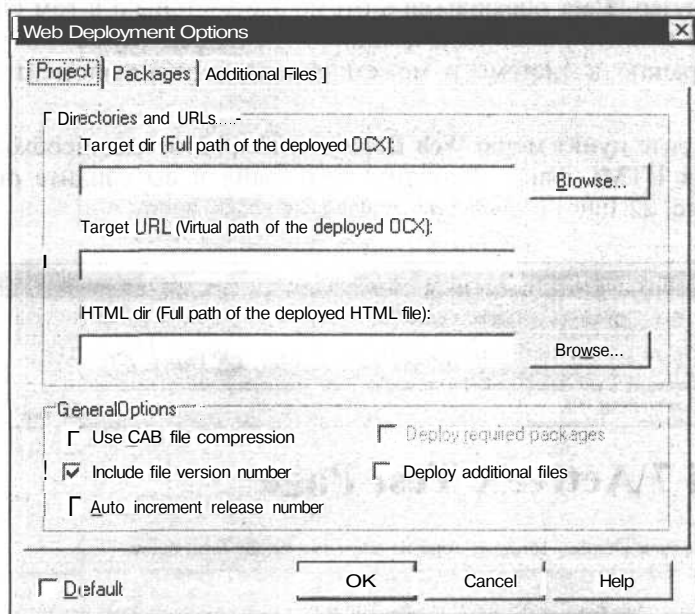 Web Deployment Options
Project Packages Additional Files
Directories and URLs
Target dir (Full path of the deployed OCX):
Browse...
Target URL (Virtual path of the deployed OCX):
HTML dir (Full path of the deployed HTML file):
Browse...
GeneralOptions
Use CAB file compression
Deploy required packages
Include file version number
Deploy additional files
Auto increment release number
Default
OK
Cancel
Help